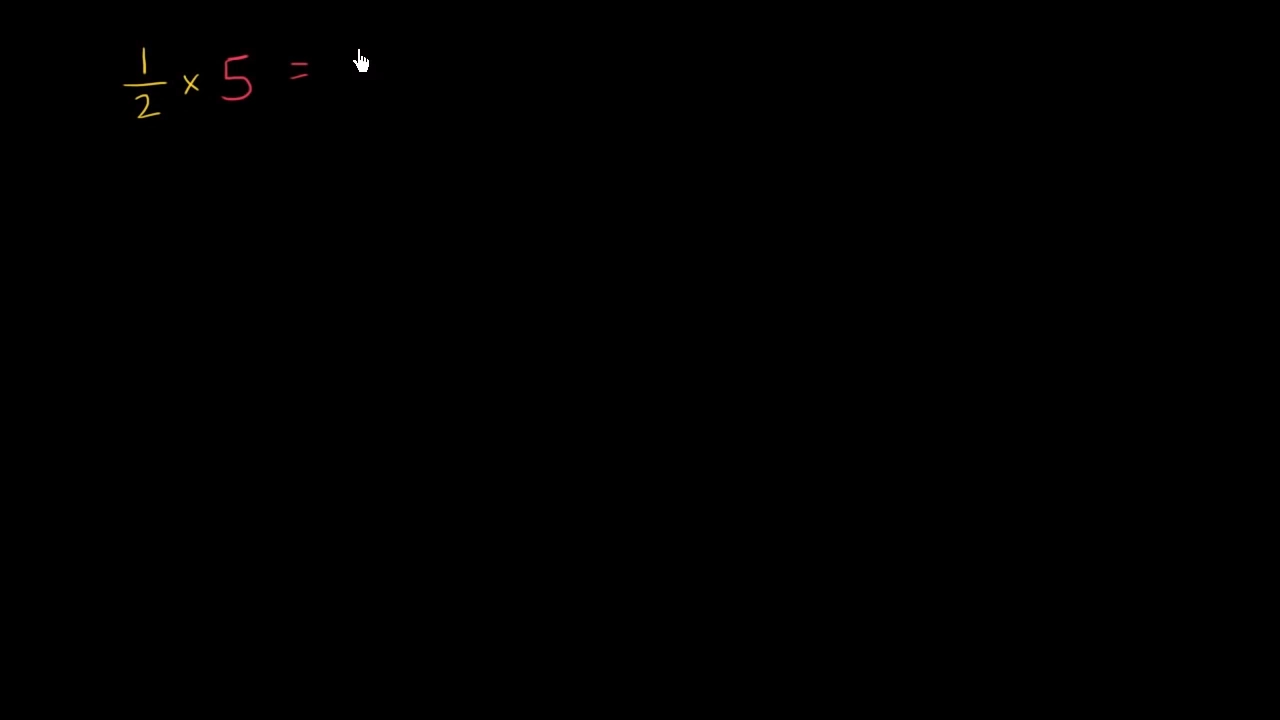 1/2 × 5 =